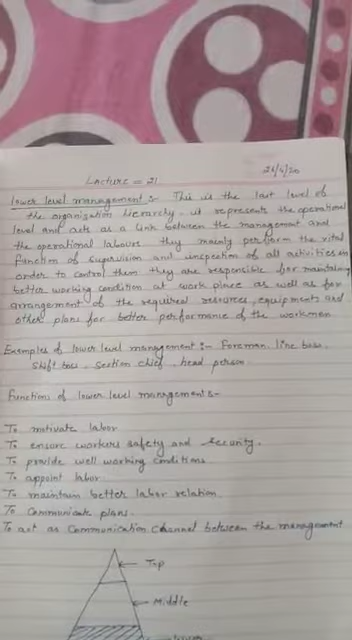 21/4/20
Lecture = 21
lower level management :- This is the last level of
the organization hierarchy. it represents the operational
level and acts as a link between the management and
the operational labours they mainly perform the vital
function of supervision and inspection of all activities in
order to control them they are responsible for maintaining
better working condition at work place as well as for
arrangement of the required resources, equipments and
other plans for better performance of the workmen
Examples of lower level management :- Foreman, line boss,
shift boss, section chief, head person.
Functions of lower level management :-
To motivate labor
To ensure workers safety and security.
To provide well working conditions
To appoint labor.
To maintain better labor relation.
To communicate plans.
To act as communication channel between the management
Top
Middle